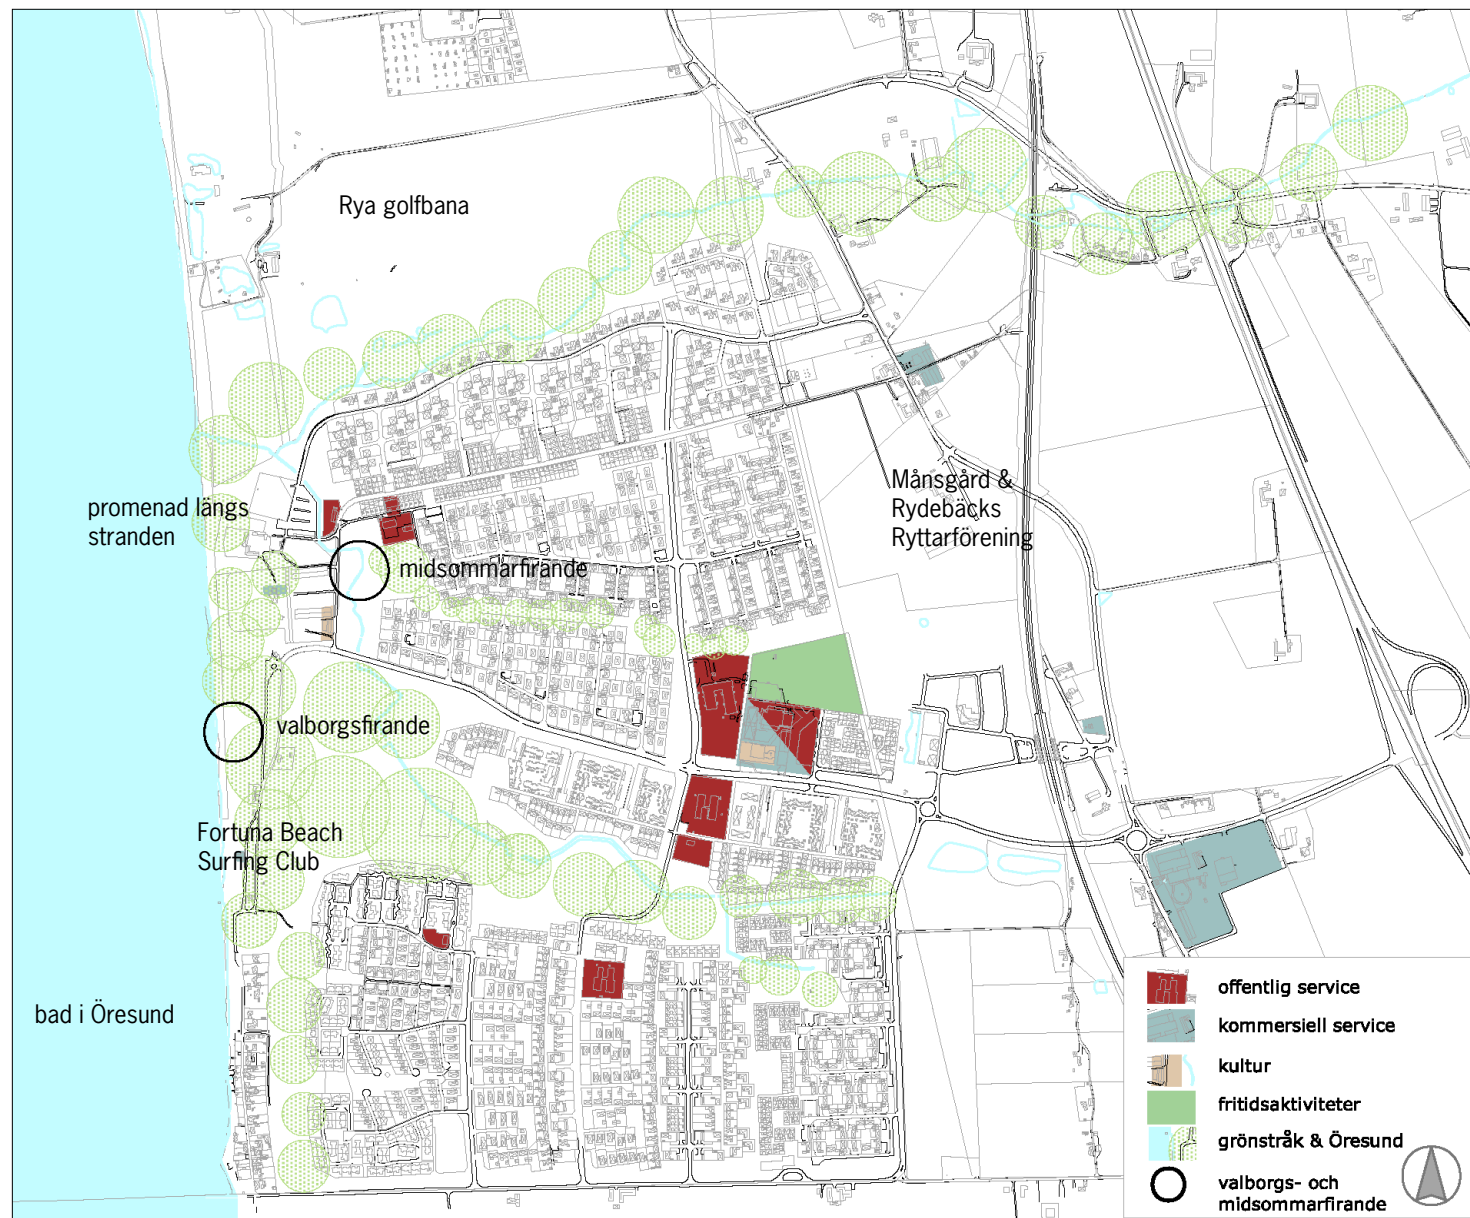 Rya golfbana
promenad längs
stranden
Månsgård &
Rydebäcks
Ryttarförening
midsommarfirande
valborgsfirande
Fortuna Beach
Surfing Club
bad i Öresund
offentlig service
kommersiell service
kultur
fritidsaktiviteter
grönstråk & Öresund
valborgs- och
midsommarfirande